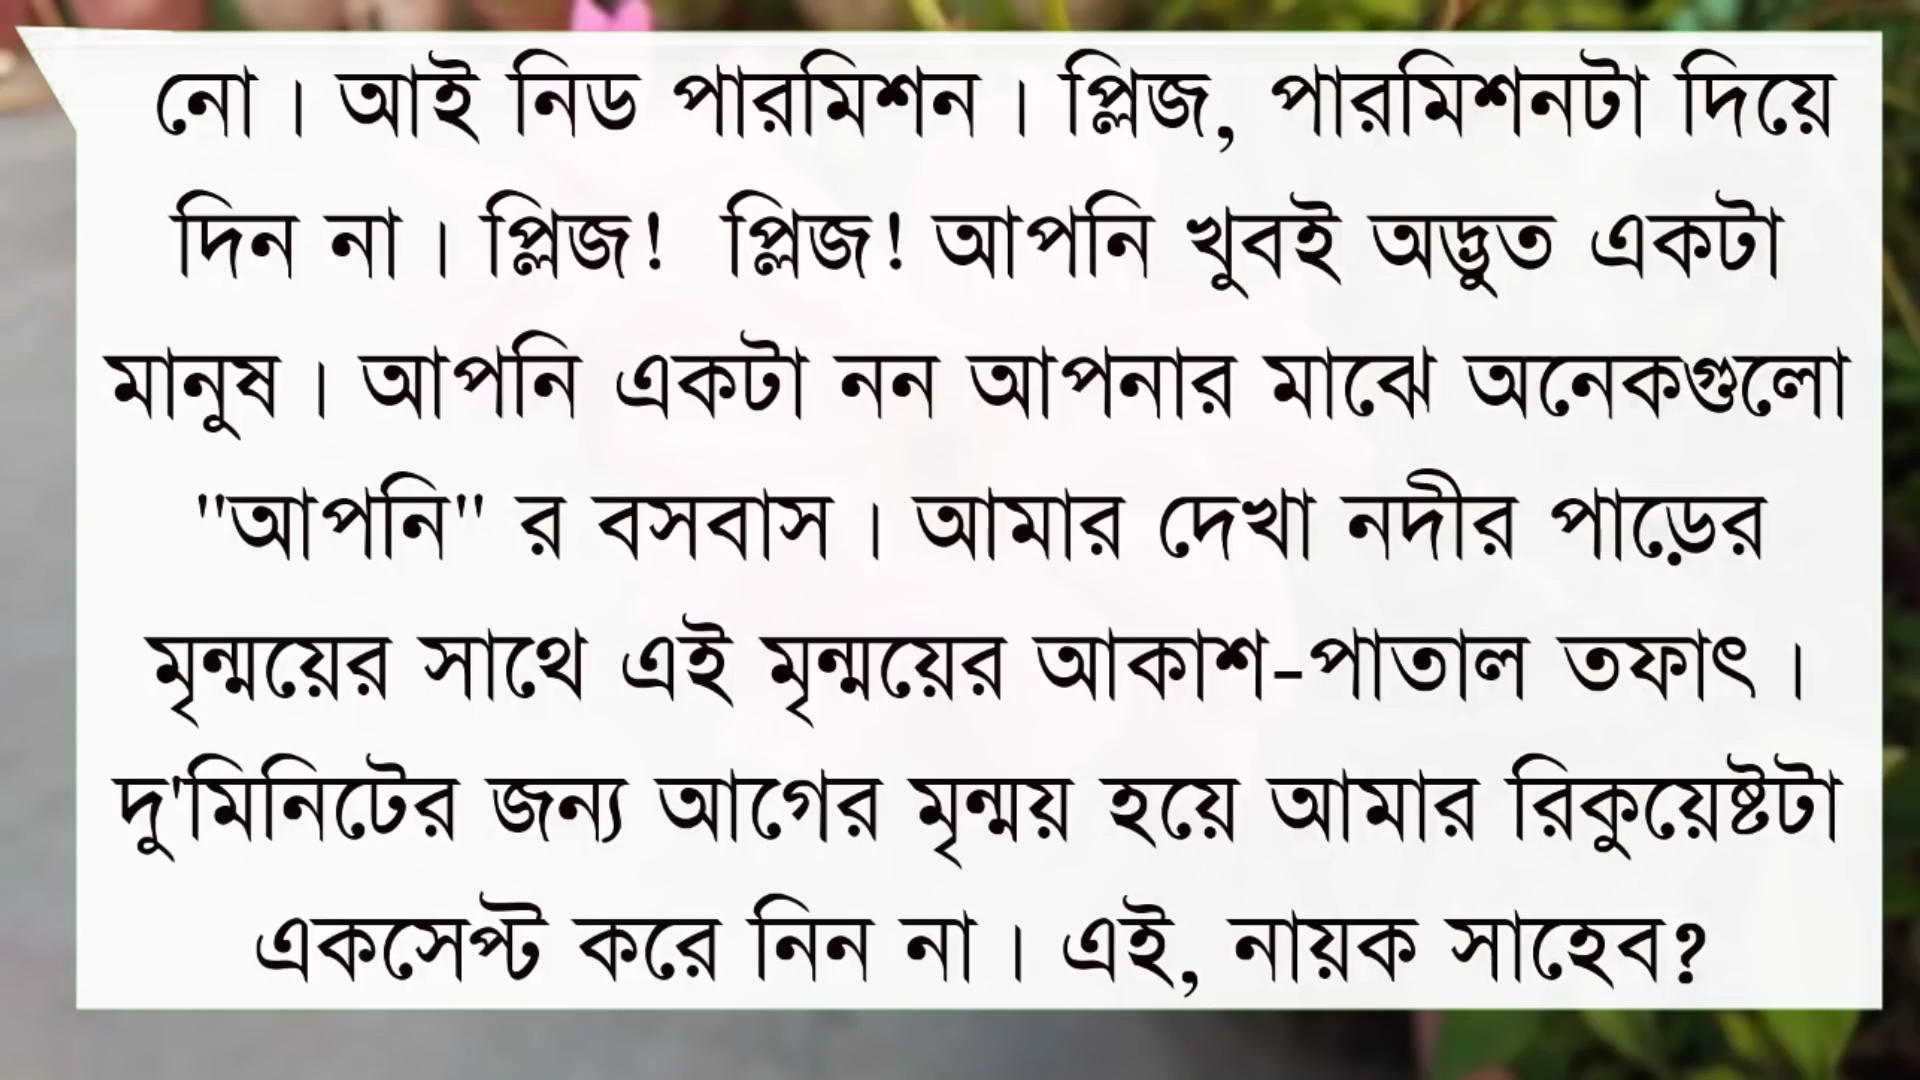 নো। আই নিড পারমিশন। প্লিজ, পারমিশনটা দিয়ে
দিন না। প্লিজ! প্লিজ! আপনি খুবই অদ্ভুত একটা
মানুষ। আপনি একটা নন আপনার মাঝে অনেকগুলো
"আপনি" র বসবাস। আমার দেখা নদীর পাড়ের
মৃন্ময়ের সাথে এই মৃন্ময়ের আকাশ-পাতাল তফাৎ।
দু'মিনিটের জন্য আগের মৃন্ময় হয়ে আমার রিকুয়েষ্টটা
একসেপ্ট করে নিন না। এই, নায়ক সাহেব?